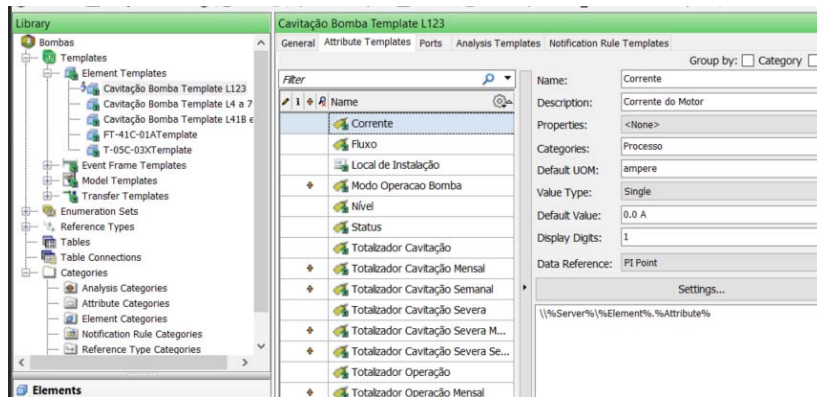 Library
Bombas
Templates
Element Templates
Cavitação Bomba Template L123
Cavitação Bomba Template L4 a 7
Cavitação Bomba Template L41B e
FT-41C-01ATemplate
T-05C-03XTemplate
Event Frame Templates
Model Templates
Transfer Templates
Enumeration Sets
Reference Types
Tables
Table Connections
Categories
Analysis Categories
Attribute Categories
Element Categories
Notification Rule Categories
Reference Type Categories
Elements
Cavitação Bomba Template L123
General Attribute Templates Ports Analysis Templates Notification Rule Templates
Group by: Category
Filter
Name
Corrente
Fluxo
Local de Instalação
Modo Operacao Bomba
Nível
Status
Totalizador Cavitação
Totalizador Cavitação Mensal
Totalizador Cavitação Semanal
Totalizador Cavitação Severa
Totalizador Cavitação Severa M...
Totalizador Cavitação Severa Se...
Totalizador Operação
Totalizador Operação Mensal
Name: Corrente
Description: Corrente do Motor
Properties: <None>
Categories: Processo
Default UOM: ampere
Value Type: Single
Default Value: 0.0 A
Display Digits: 1
Data Reference: PI Point
Settings...
\\%Server%\%Element%.%Attribute%